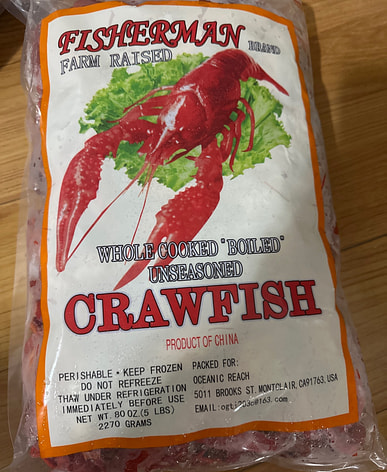 FISHERMAN BRAND
FARM RAISED
WHOLE COOKED "BOILED"
UNSEASONED
CRAWFISH
PRODUCT OF CHINA
PERISHABLE • KEEP FROZEN
DO NOT REFREEZE
THAW UNDER REFRIGERATION
IMMEDIATELY BEFORE USE
NET WT. 80 OZ.(5 LBS)
2270 GRAMS
PACKED FOR:
OCEANIC REACH
5011 BROOKS ST. MONTCLAIR, CA91763.USA
EMAIL: